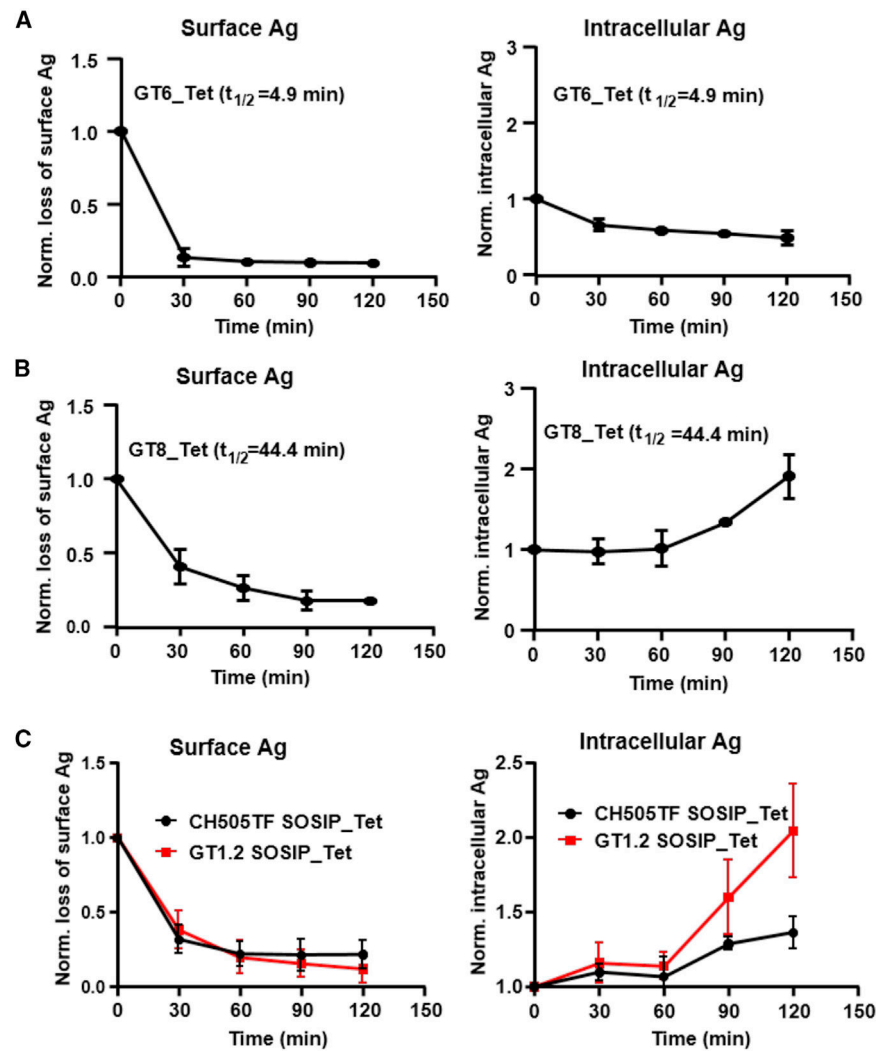 A
Surface Ag
Norm. loss of surface Ag
1.5
1.0
0.5
0.0
GT6_Tet (t1/2 =4.9 min)
0 30 60 90 120 150
Time (min)
Intracellular Ag
Norm. intracellular Ag
3
2
1
0
GT6_Tet (t1/2=4.9 min)
0 30 60 90 120 150
Time (min)
B
Surface Ag
Norm. loss of surface Ag
1.5
1.0
0.5
0.0
GT8_Tet (t1/2=44.4 min)
0 30 60 90 120 150
Time (min)
Intracellular Ag
Norm. intracellular Ag
3
2
1
0
GT8_Tet (t1/2 =44.4 min)
0 30 60 90 120 150
Time (min)
C
Surface Ag
Norm. loss of surface Ag
1.5
1.0
0.5
0.0
CH505TF SOSIP_Tet
GT1.2 SOSIP_Tet
0 30 60 90 120 150
Time (min)
Intracellular Ag
Norm. intracellular Ag
2.5
2.0
1.5
1.0
CH505TF SOSIP_Tet
GT1.2 SOSIP_Tet
0 30 60 90 120 150
Time (min)